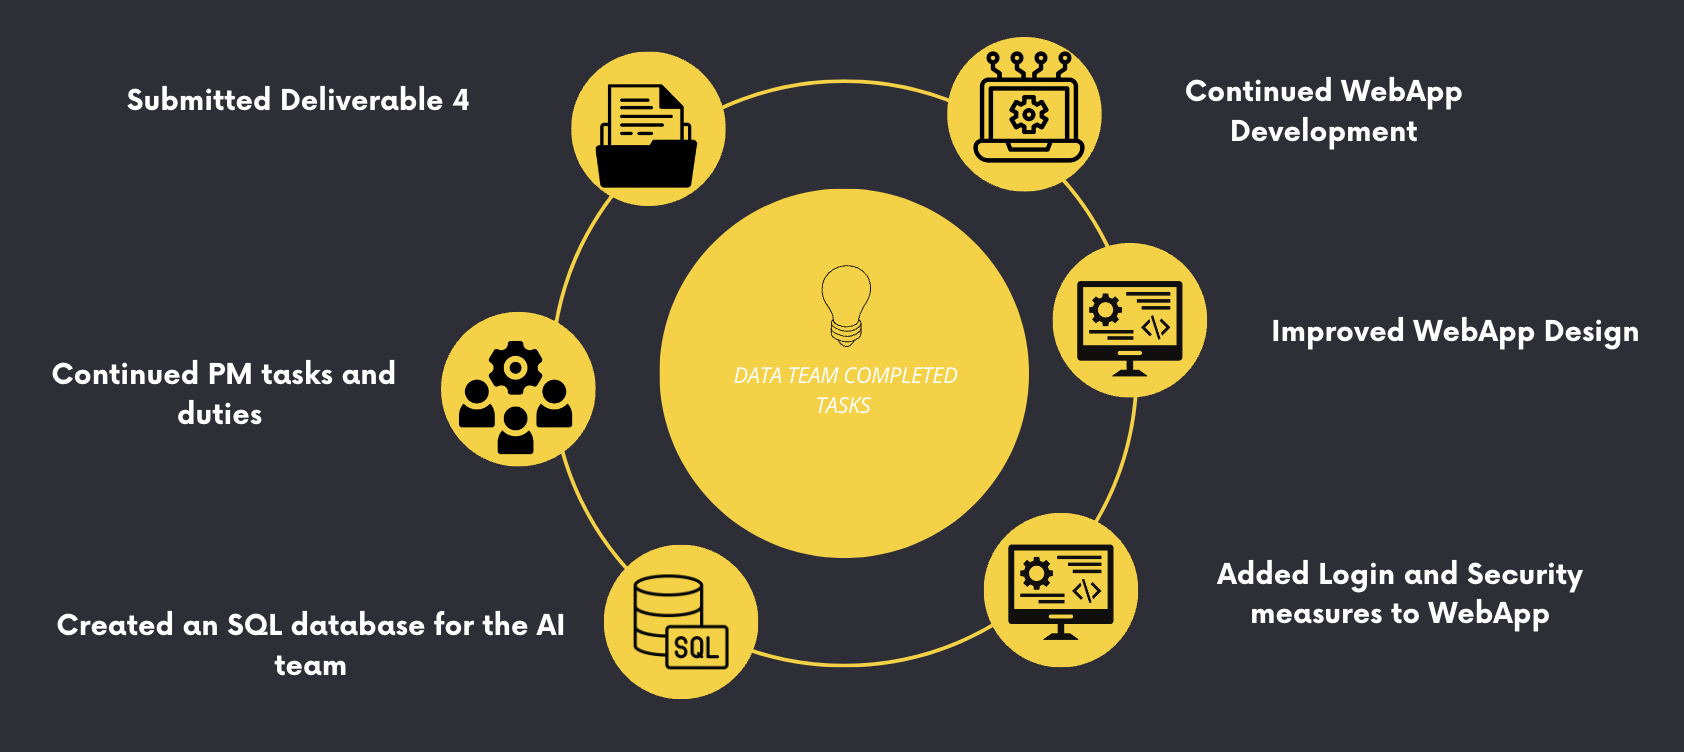 Submitted Deliverable 4
Continued WebApp
Development
DATA TEAM COMPLETED
TASKS
Improved WebApp Design
Continued PM tasks and
duties
Added Login and Security
measures to WebApp
Created an SQL database for the AI
team
SQL